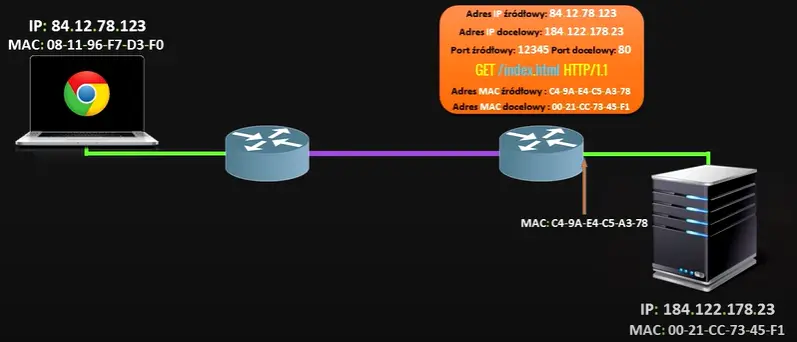 IP: 84.12.78.123
MAC: 08-11-96-F7-D3-F0
Adres IP źródłowy: 84.12.78.123
Adres IP docelowy: 184.122.178.23
Port źródłowy: 12345 Port docelowy: 80
GET /index.html HTTP/1.1
Adres MAC źródłowy : C4-9A-E4-C5-A3-78
Adres MAC docelowy : 00-21-CC-73-45-F1
MAC: C4-9A-E4-C5-A3-78
IP: 184.122.178.23
MAC: 00-21-CC-73-45-F1